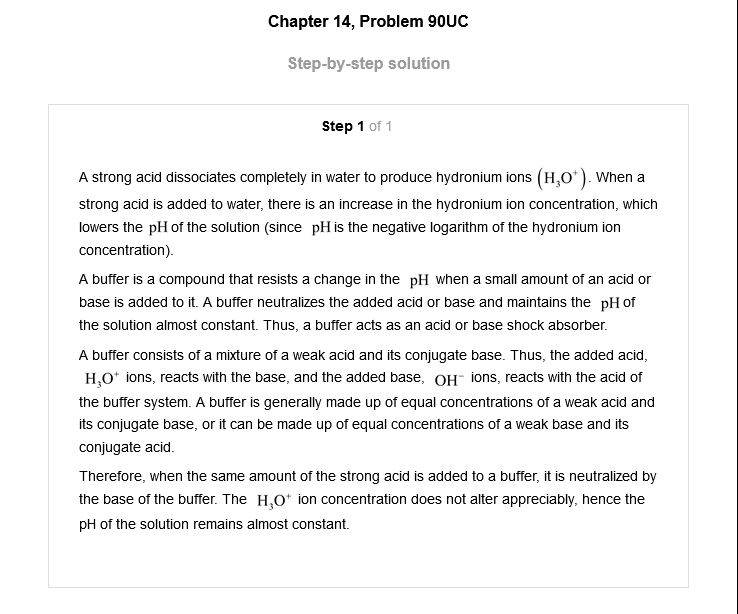 Chapter 14, Problem 90UC
Step-by-step solution
Step 1 of 1
A strong acid dissociates completely in water to produce hydronium ions (H₃O⁺). When a
strong acid is added to water, there is an increase in the hydronium ion concentration, which
lowers the pH of the solution (since pH is the negative logarithm of the hydronium ion
concentration).
A buffer is a compound that resists a change in the pH when a small amount of an acid or
base is added to it. A buffer neutralizes the added acid or base and maintains the pH of
the solution almost constant. Thus, a buffer acts as an acid or base shock absorber.
A buffer consists of a mixture of a weak acid and its conjugate base. Thus, the added acid,
H₃O⁺ ions, reacts with the base, and the added base, OH⁻ ions, reacts with the acid of
the buffer system. A buffer is generally made up of equal concentrations of a weak acid and
its conjugate base, or it can be made up of equal concentrations of a weak base and its
conjugate acid.
Therefore, when the same amount of the strong acid is added to a buffer, it is neutralized by
the base of the buffer. The H₃O⁺ ion concentration does not alter appreciably, hence the
pH of the solution remains almost constant.